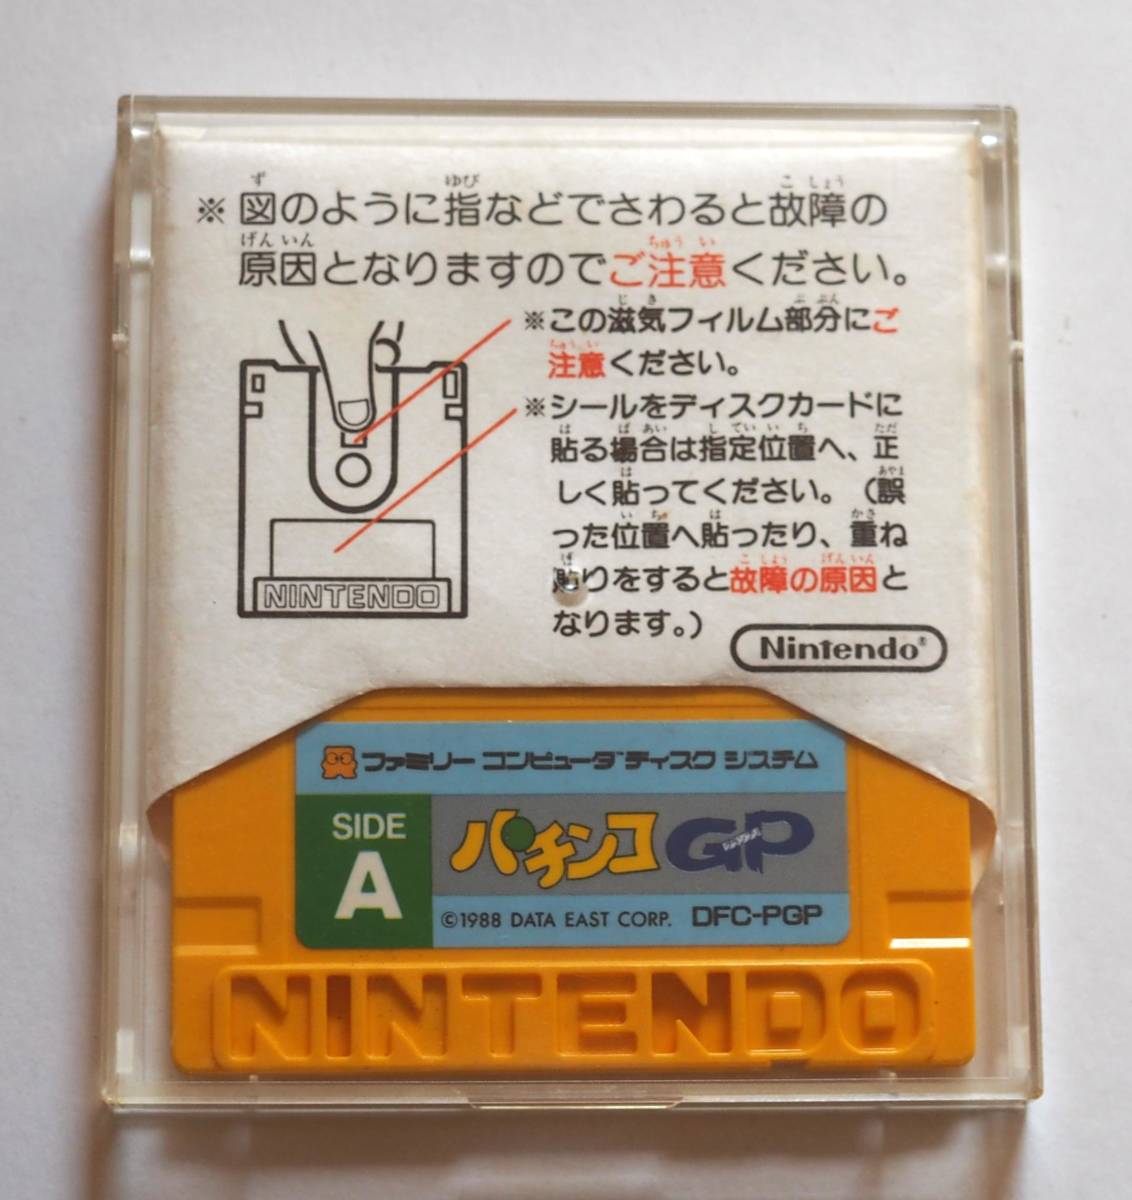 ※図のように指などでさわると故障の
原因となりますのでご注意ください。
※この滋気フィルム部分にご
注意ください。
※シールをディスクカードに
貼る場合は指定位置へ、正
しく貼ってください。(誤
った位置へ貼ったり、重ね
貼りをすると故障の原因と
なります。)
NINTENDO
Nintendo®
ファミリー コンピュータ ディスク システム
SIDE
A
パチンコ GP
©1988 DATA EAST CORP. DFC-PGP
NINTENDO